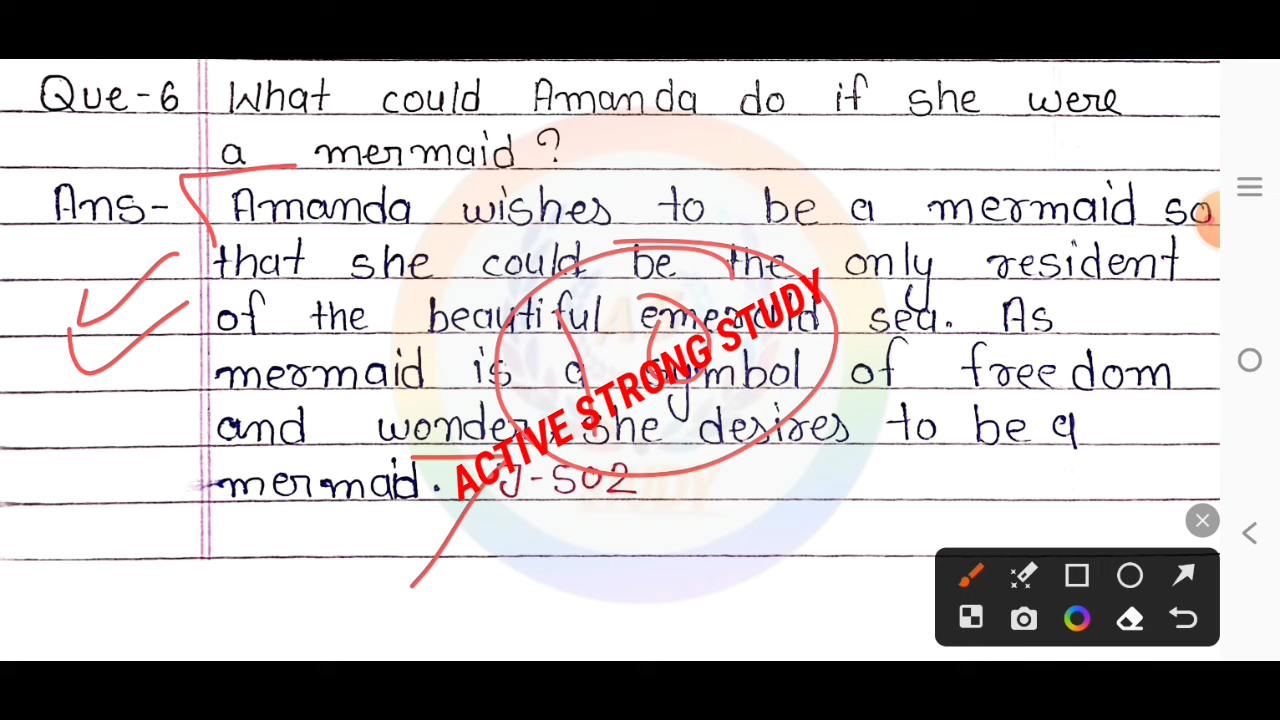 Que-6 What could Amanda do if she were
a mermaid ?
Ans- Amanda wishes to be a mermaid so
that she could be the only resident
of the beautiful emerald sea. As
mermaid is a symbol of freedom
and wonder, she desires to be a
mermaid. J-502
ACTIVE STRONG STUDY
STUDY